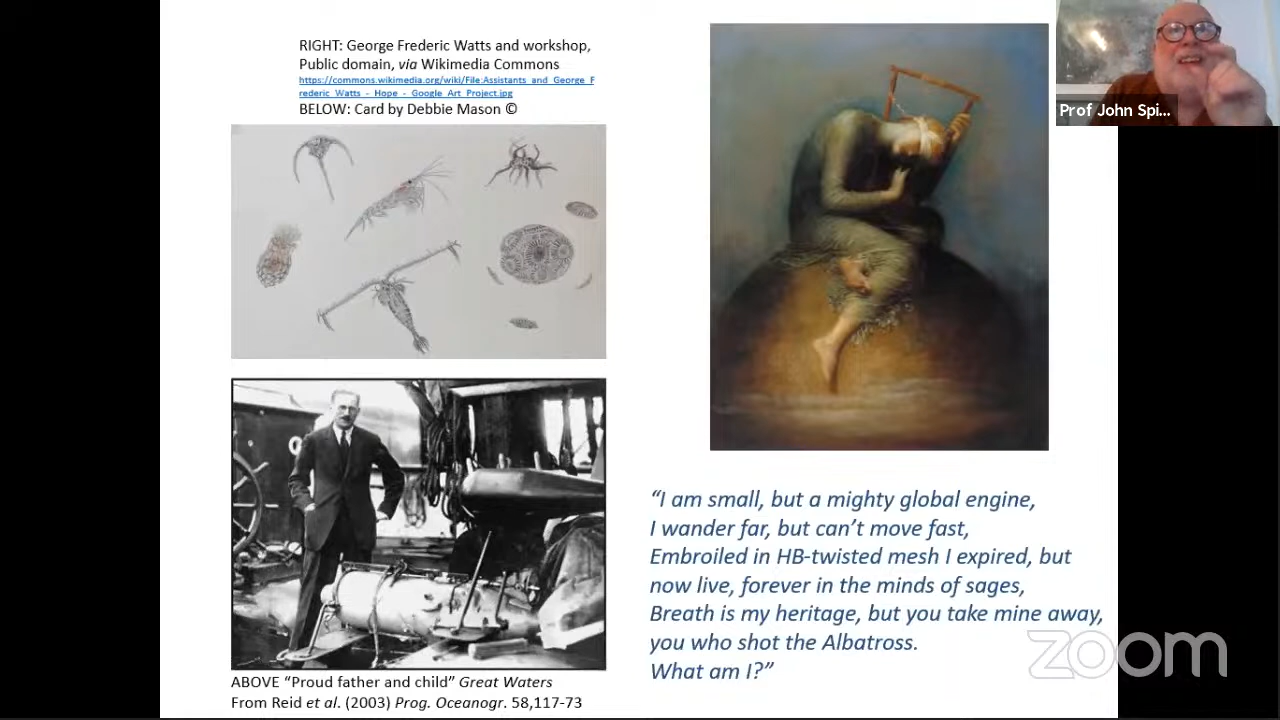 RIGHT: George Frederic Watts and workshop,
Public domain, via Wikimedia Commons
https://commons.wikimedia.org/wiki/File:Assistants_and_George_F
rederic_Watts_-_Hope_-_Google_Art_Project.jpg
BELOW: Card by Debbie Mason ©
Prof John Spi...
ABOVE “Proud father and child” Great Waters
From Reid et al. (2003) Prog. Oceanogr. 58,117-73
“I am small, but a mighty global engine,
I wander far, but can’t move fast,
Embroiled in HB-twisted mesh I expired, but
now live, forever in the minds of sages,
Breath is my heritage, but you take mine away,
you who shot the Albatross.
What am I?”
zoom